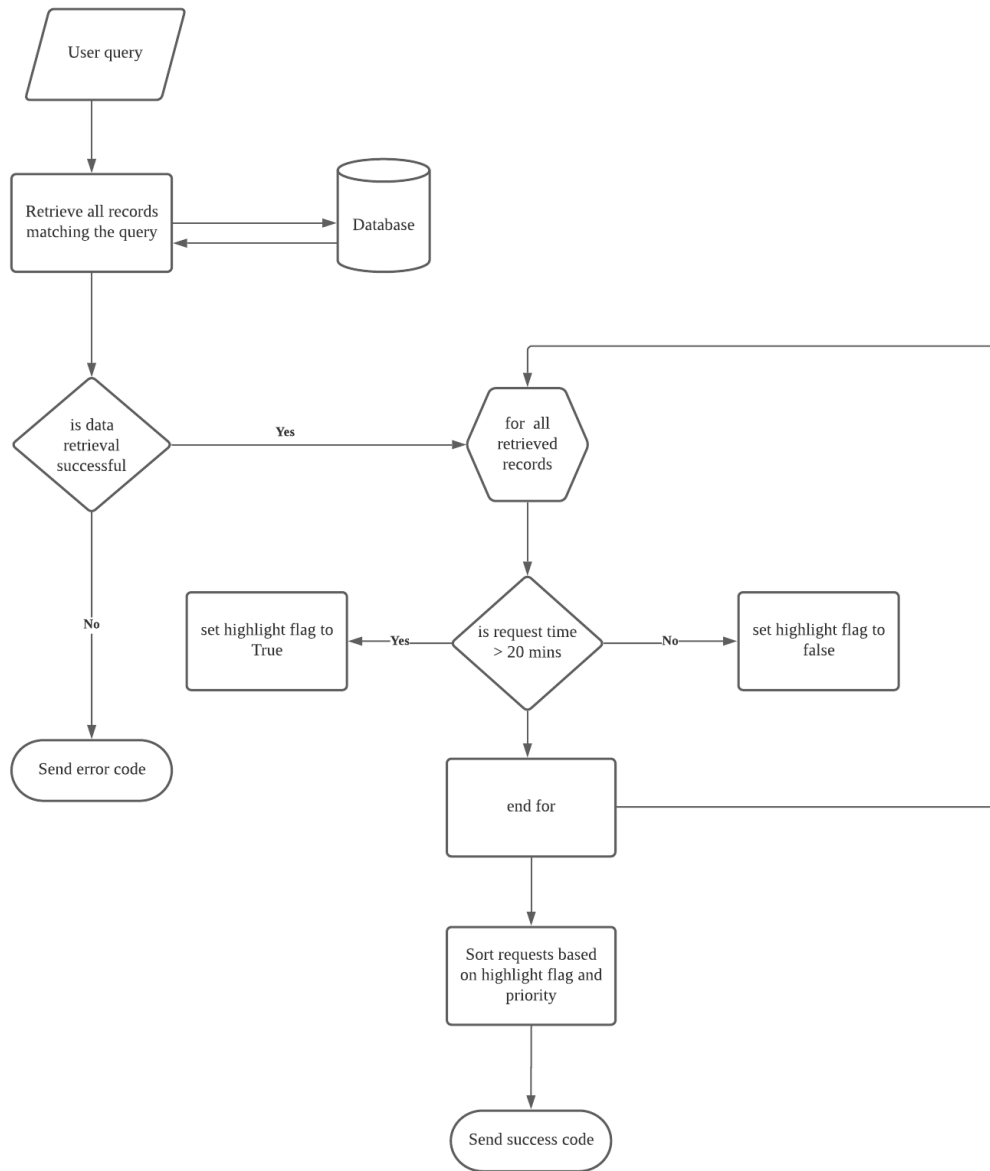 User query
Retrieve all records
matching the query
Database
is data
retrieval
successful
Yes
for all
retrieved
records
No
set highlight flag to
True
Yes
is request time
> 20 mins
No
set highlight flag to
false
Send error code
end for
Sort requests based
on highlight flag and
priority
Send success code